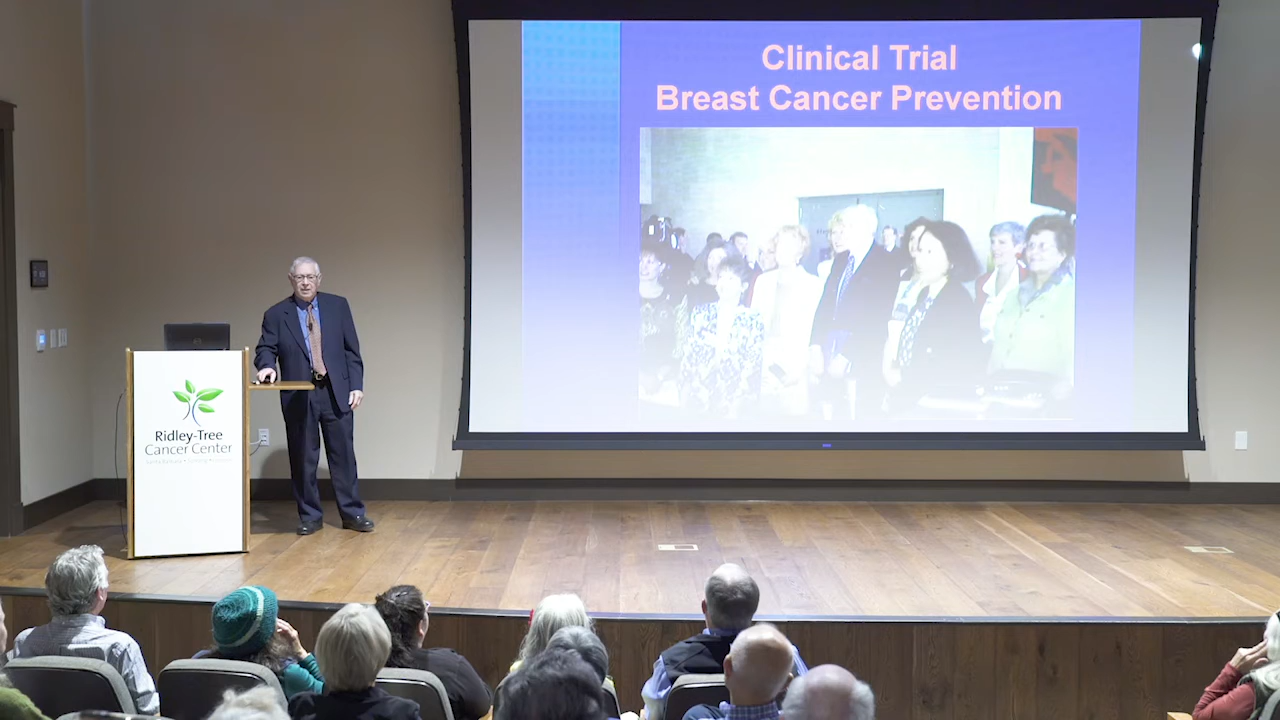 Clinical Trial
Breast Cancer Prevention
Ridley-Tree
Cancer Center